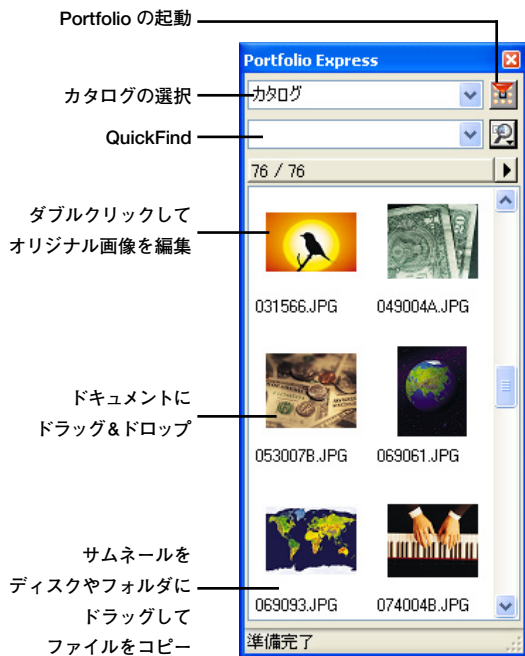 Portfolio の起動
Portfolio Express
カタログの選択
カタログ
QuickFind
76 / 76
ダブルクリックして
オリジナル画像を編集
031566.JPG
049004A.JPG
ドキュメントに
ドラッグ&ドロップ
053007B.JPG
069061.JPG
サムネールを
ディスクやフォルダに
ドラッグして
ファイルをコピー
069093.JPG
074004B.JPG
準備完了